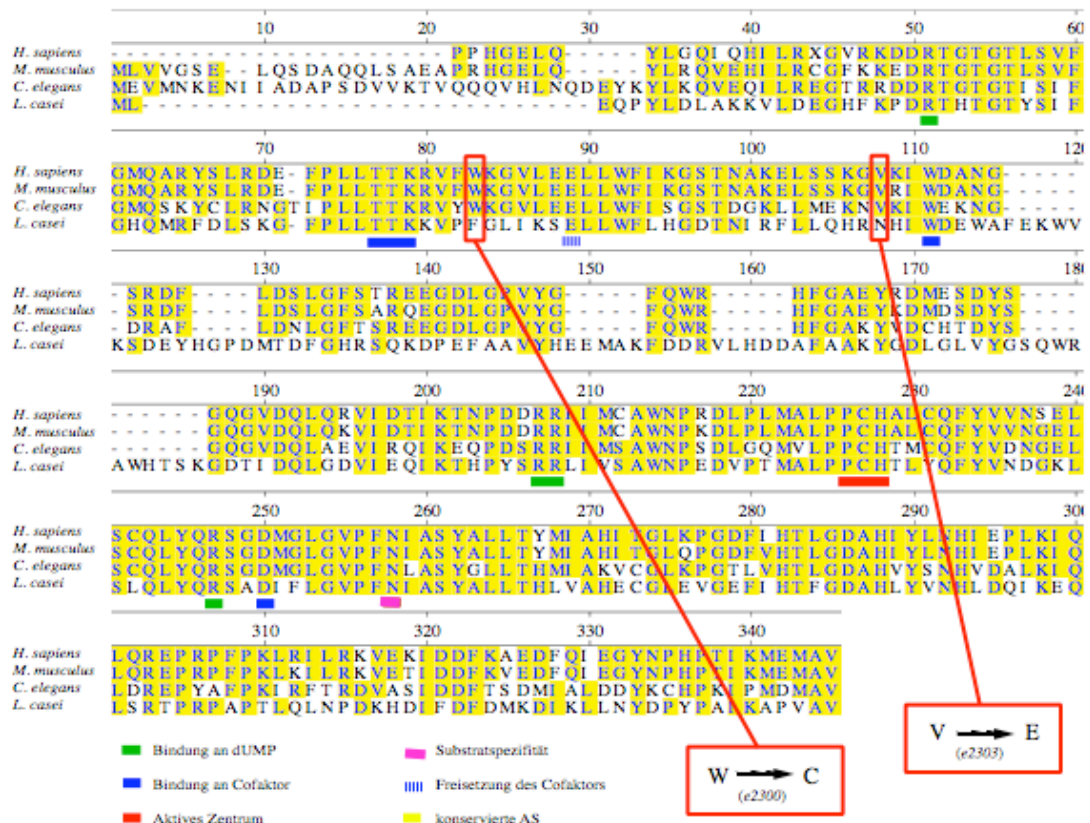 10 20 30 40 50 60
H. sapiens - - - - - - - - - - - - - - - - - - - - - PPHGELQ - - - - - YLGQIQHILRXGVRKDDRTGTGTLSVF
M. musculus MLVVGSE - - LQSDAQQLSAEAPRHGELQ - - - - - YLRQVEHILRCGFKKEDRTGTGTLSVF
C. elegans MEVMNKENIIADAPSDVVKTVQQQVHLNQDEYKYLKQVEQILREGTRRDDRTGTGTISIF
L. casei ML - - - - - - - - - - - - - - - - - - - - - - - - - - - - EQPYLDLAKKVLDEGHFKPDRTHTGTYSIF
70 80 90 100 110 120
H. sapiens GMQARYSLRDE - FPLLTTKRVFWKGVLEELLWFIKGSTNAKELSSKGVKIWDANG - - - - -
M. musculus GMQARYSLRDE - FPLLTTKRVFWKGVLEELLWFIKGSTNAKELSSKGVRIWDANG - - - - -
C. elegans GMQSKYCLRNGTIPLLTTKRVYWKGVLEELLWFISGSTDGKLLMEKNVKIWEKNG - - - - -
L. casei GHQMRFDLSKG - FPLLTTKKVPFGLIKSELLWFLHGDTNIRFLLQHRNHIWDEWAFEKWV
130 140 150 160 170 180
H. sapiens - SRDF - - - - LDSLGFSTREEGDLGPVYG - - - - - FQWR - - - - - HFGAEYRDMESDYS - - - -
M. musculus - SRDF - - - - LDSLGFSARQEGDLGPVYG - - - - - FQWR - - - - - HFGAEYKDMDSDYS - - - -
C. elegans - DRAF - - - - LDNLGFTSREEGDLGPVYG - - - - - FQWR - - - - - HFGAKYVDCHTDYS - - - -
L. casei KSDEYHGPDMTDFGHRSQKDPEFAAVYHEEMAKFDDRVLHDDAFAAKYGDLGLVYGSQWR
190 200 210 220 230 240
H. sapiens - - - - - - GQGVDQLQRVIDTIKTNPDDRRIIMCAWNPRDLPLMALPPCHALCQFYVVNSEL
M. musculus - - - - - - GQGVDQLQKVIDTIKTNPDDRRIIMCAWNPKDLPLMALPPCHALCQFYVVNGEL
C. elegans - - - - - - GQGVDQLAEVIRQIKEQPDSRRIIMSAWNPSDLGQMVLPPCHTMCQFYVDNGEL
L. casei AWHTSKGDTIDQLGDVIEQIKTHPYSRRLIVSAWNPEDVPTMALPPCHTLYQFYVNDGKL
250 260 270 280 290 300
H. sapiens SCQLYQRSGDMGLGVPFNIASYALLTYMIAHITGLKPGDFIHTLGDAHIYLNHIEPLKIQ
M. musculus SCQLYQRSGDMGLGVPFNIASYALLTYMIAHITGLQPGDFVHTLGDAHIYLNHIEPLKIQ
C. elegans SCQLYQRSGDMGLGVPFNLASYGLLTHMIAKVCGLKPGTLVHTLGDAHVYSNHVDALKIQ
L. casei SLQLYQRSADIFLGVPFNIASYALLTHLVAHECGLEVGEFIHTFGDAHLYVNHLDQIKEQ
310 320 330 340
H. sapiens LQREPRPFPKLRILRKVEKIDDFKAEDFQIEGYNPHPTIKMEMAV
M. musculus LQREPRPFPKLKILRKVETIDDFKVEDFQIEGYNPHPTIKMEMAV
C. elegans LDREPYAFPKIRFTRDVASIDDFTSDMIALDDYKCHPKIPMDMAV
L. casei LSRTPRPAPTLQLNPDKHDIFDFDMKDIKLLNYDPYPAIKAPVAV
Bindung an dUMP
Bindung an Cofaktor
Aktives Zentrum
Substratspezifität
Freisetzung des Cofaktors
konservierte AS
W C
(e2300)
V E
(e2303)